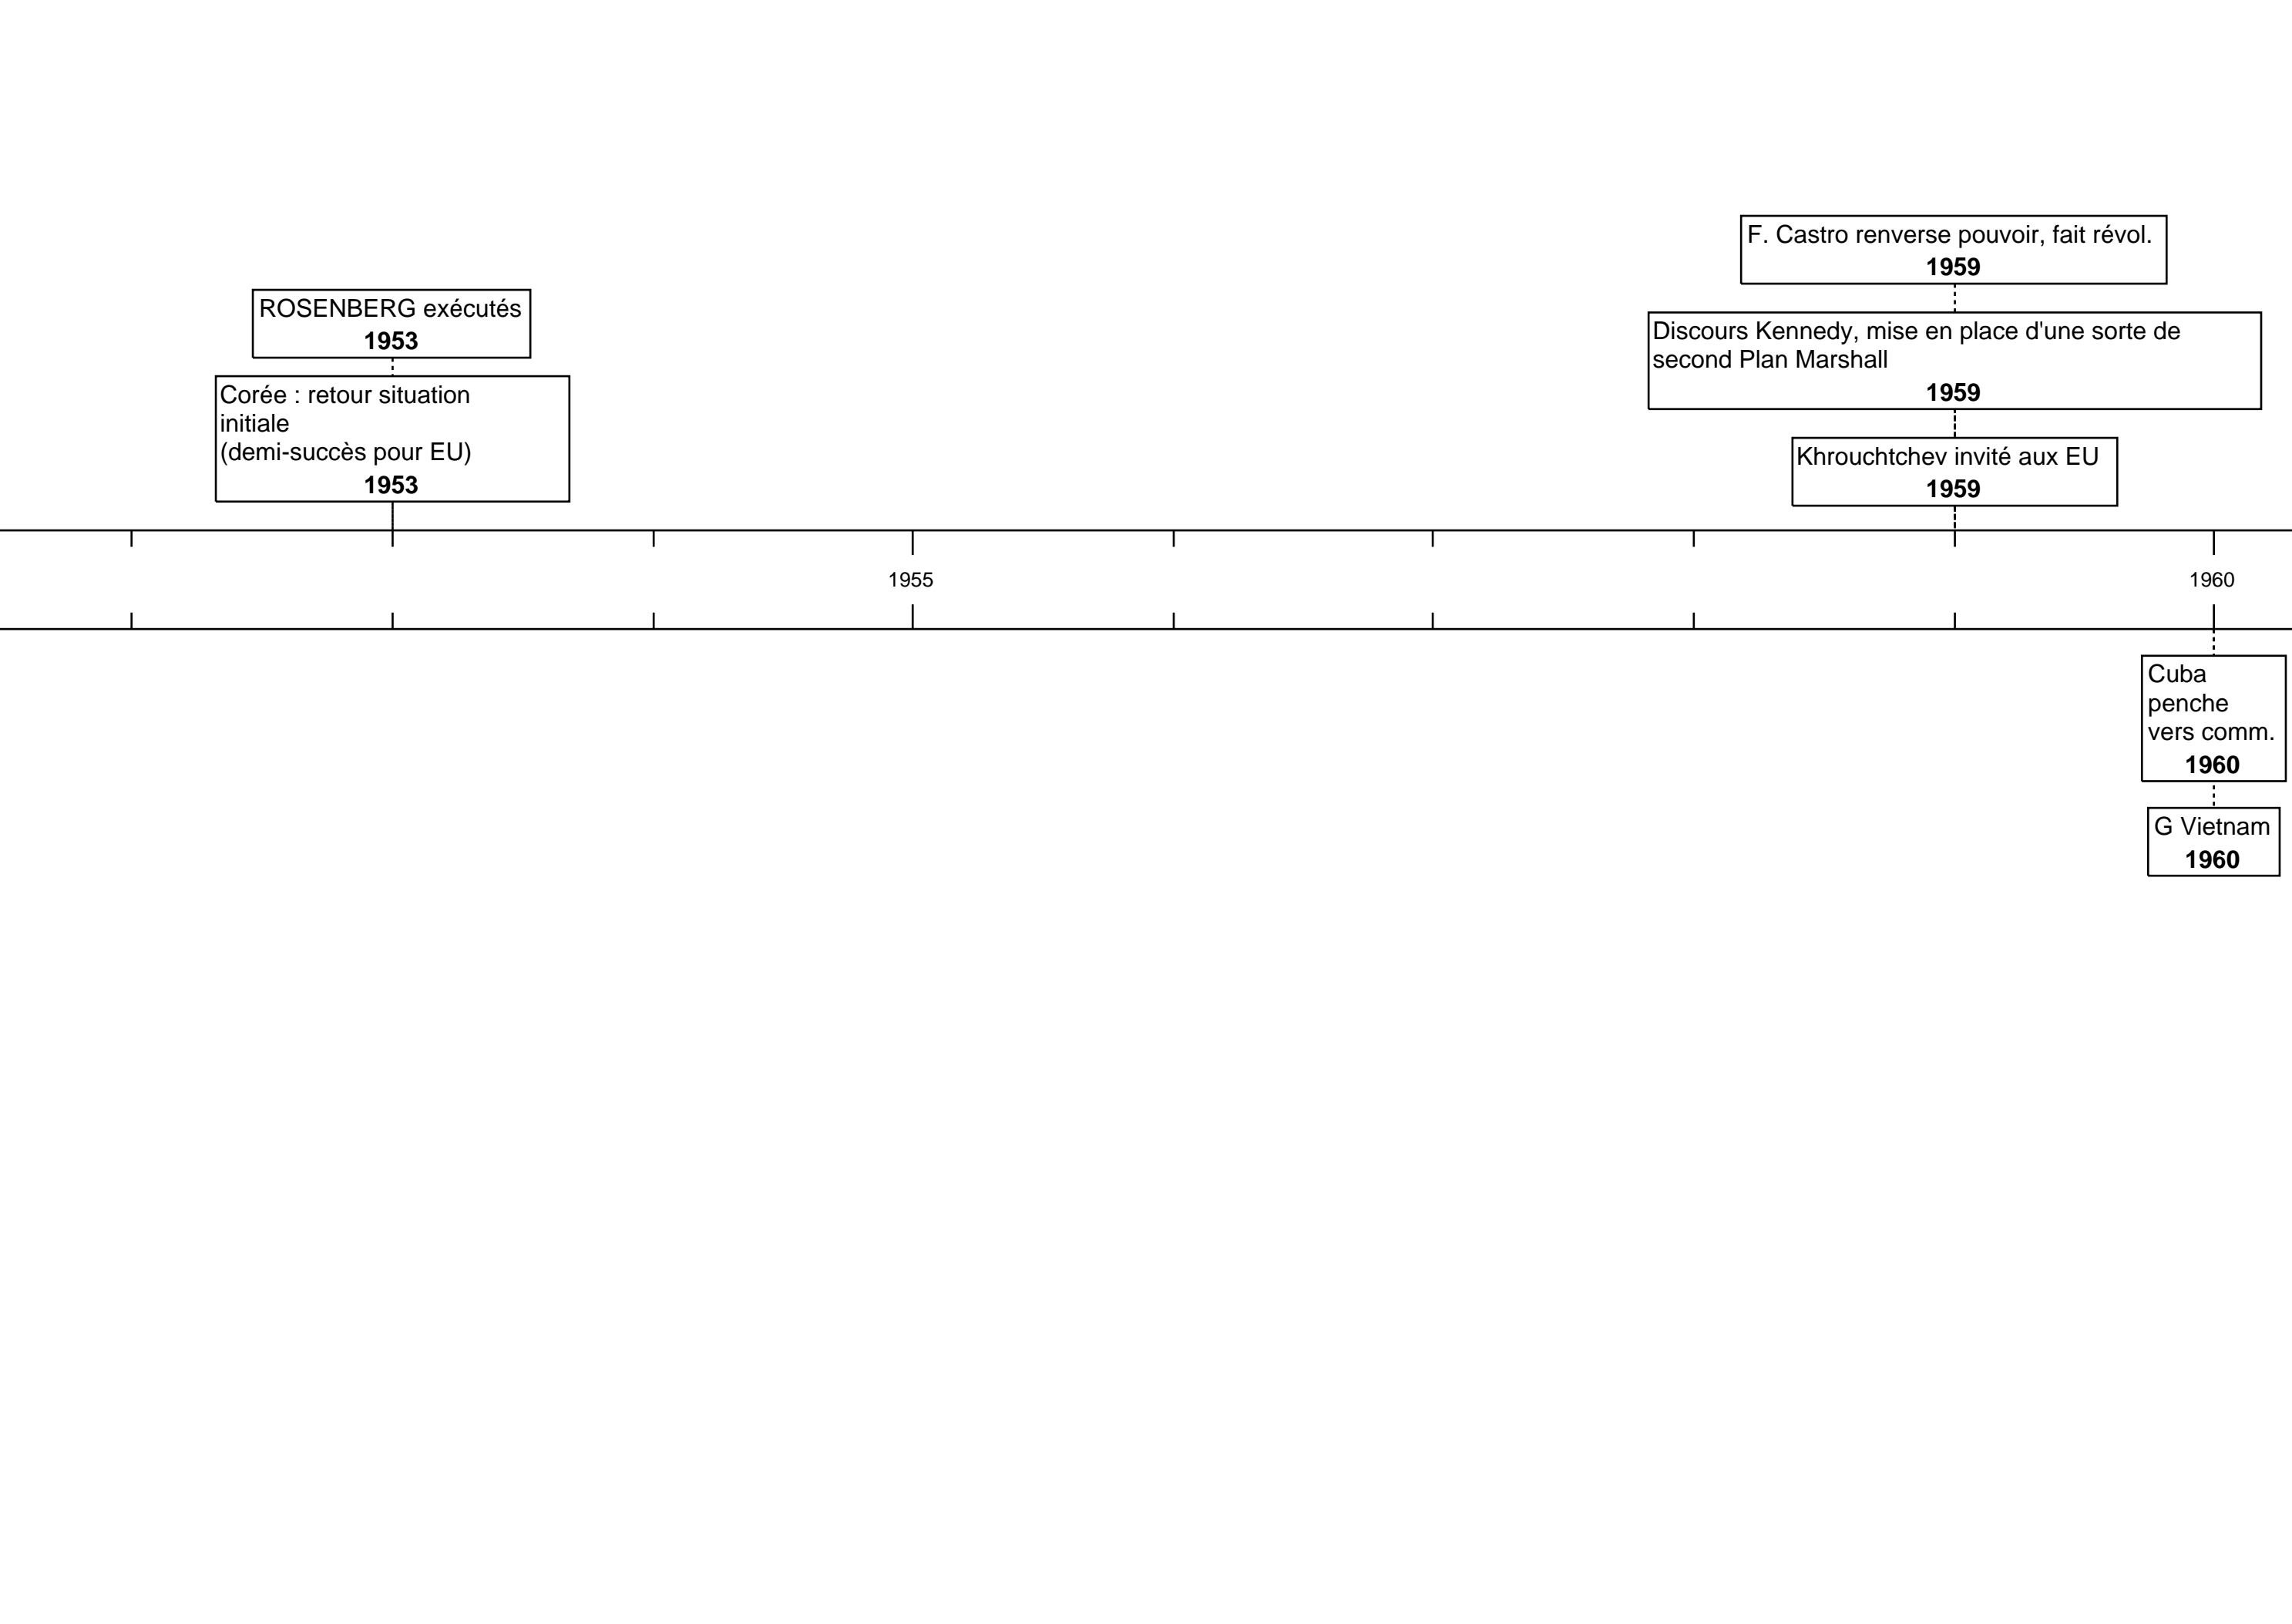 F. Castro renverse pouvoir, fait révol.
1959
ROSENBERG exécutés
1953
Discours Kennedy, mise en place d'une sorte de
second Plan Marshall
1959
Corée : retour situation
initiale
(demi-succès pour EU)
1953
Khrouchtchev invité aux EU
1959
1955
1960
Cuba
penche
vers comm.
1960
G Vietnam
1960